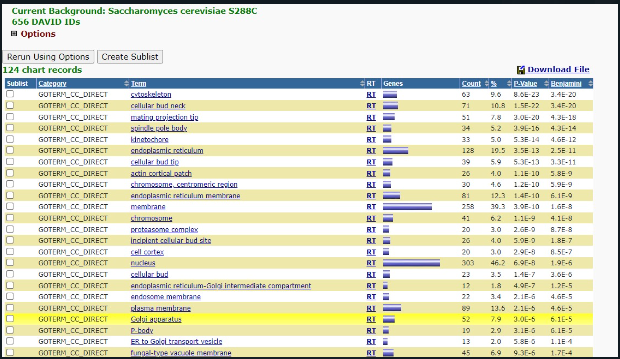 Current Background: Saccharomyces cerevisiae S288C
656 DAVID IDs
Options
Rerun Using Options Create Sublist
124 chart records Download File
Sublist Category Term RT Genes Count % P-Value Benjamini
GOTERM_CC_DIRECT cytoskeleton RT 63 9.6 8.6E-23 3.4E-20
GOTERM_CC_DIRECT cellular bud neck RT 71 10.8 1.5E-22 3.4E-20
GOTERM_CC_DIRECT mating projection tip RT 51 7.8 3.0E-20 4.3E-18
GOTERM_CC_DIRECT spindle pole body RT 34 5.2 3.9E-16 4.3E-14
GOTERM_CC_DIRECT kinetochore RT 33 5.0 5.3E-14 4.6E-12
GOTERM_CC_DIRECT endoplasmic reticulum RT 128 19.5 3.5E-13 2.5E-11
GOTERM_CC_DIRECT cellular bud tip RT 39 5.9 5.3E-13 3.3E-11
GOTERM_CC_DIRECT actin cortical patch RT 26 4.0 1.1E-10 5.8E-9
GOTERM_CC_DIRECT chromosome, centromeric region RT 30 4.6 1.2E-10 5.9E-9
GOTERM_CC_DIRECT endoplasmic reticulum membrane RT 81 12.3 1.4E-10 6.1E-9
GOTERM_CC_DIRECT membrane RT 258 39.3 3.9E-10 1.6E-8
GOTERM_CC_DIRECT chromosome RT 41 6.2 1.1E-9 4.1E-8
GOTERM_CC_DIRECT proteasome complex RT 20 3.0 2.6E-9 8.7E-8
GOTERM_CC_DIRECT incipient cellular bud site RT 26 4.0 5.9E-9 1.8E-7
GOTERM_CC_DIRECT cell cortex RT 20 3.0 2.9E-8 8.5E-7
GOTERM_CC_DIRECT nucleus RT 303 46.2 6.9E-8 1.9E-6
GOTERM_CC_DIRECT cellular bud RT 23 3.5 1.4E-7 3.6E-6
GOTERM_CC_DIRECT endoplasmic reticulum-Golgi intermediate compartment RT 12 1.8 4.9E-7 1.2E-5
GOTERM_CC_DIRECT endosome membrane RT 22 3.4 2.1E-6 4.6E-5
GOTERM_CC_DIRECT plasma membrane RT 89 13.6 2.1E-6 4.6E-5
GOTERM_CC_DIRECT Golgi apparatus RT 52 7.9 3.0E-6 6.1E-5
GOTERM_CC_DIRECT P-body RT 19 2.9 3.1E-6 6.1E-5
GOTERM_CC_DIRECT ER to Golgi transport vesicle RT 13 2.0 5.8E-6 1.1E-4
GOTERM_CC_DIRECT fungal-type vacuole membrane RT 45 6.9 9.3E-6 1.7E-4